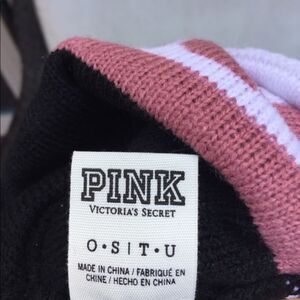 PINK
VICTORIA'S SECRET
O•S|T•U
MADE IN CHINA / FABRIQUÉ EN
CHINE / HECHO EN CHINA